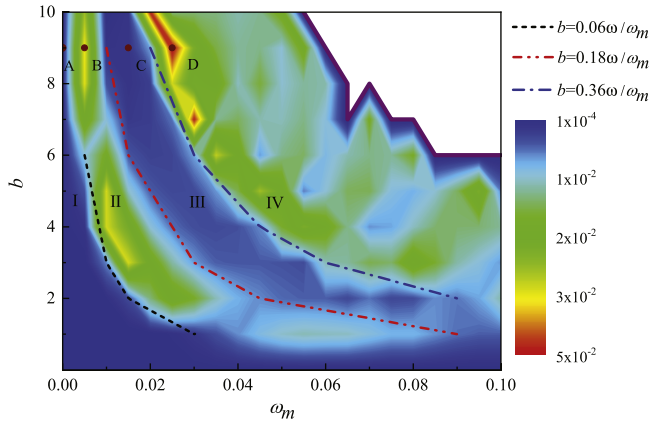 10
8
6
4
2
b
A
B
C
D
I
II
III
IV
0.00
0.02
0.04
0.06
0.08
0.10
ω_m
b=0.06ω/ω_m
b=0.18ω/ω_m
b=0.36ω/ω_m
1x10⁻⁴
1x10⁻²
2x10⁻²
3x10⁻²
5x10⁻²